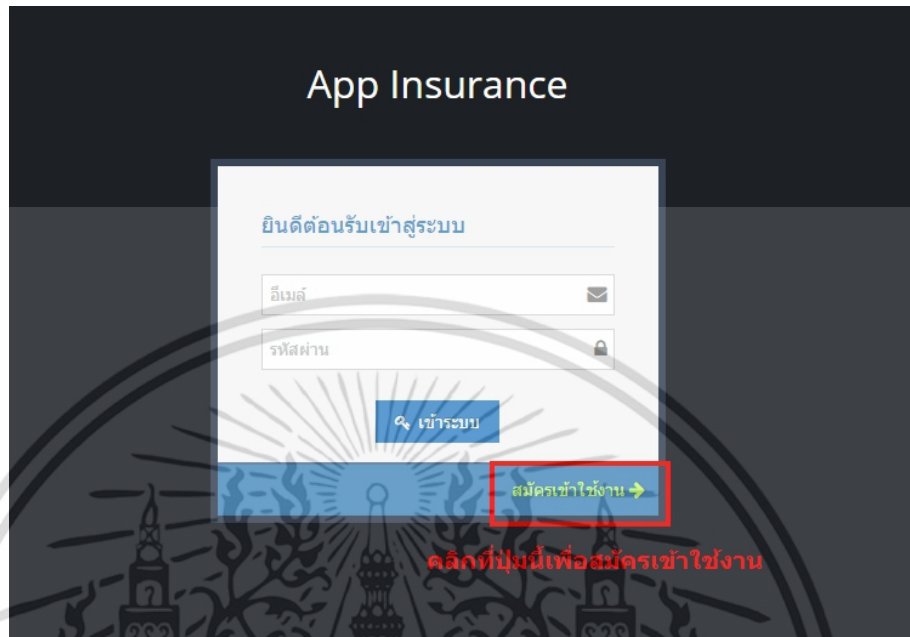 App Insurance
ยินดีต้อนรับเข้าสู่ระบบ
อีเมล์
รหัสผ่าน
เข้าระบบ
สมัครเข้าใช้งาน
คลิกที่ปุ่มนี้เพื่อสมัครเข้าใช้งาน